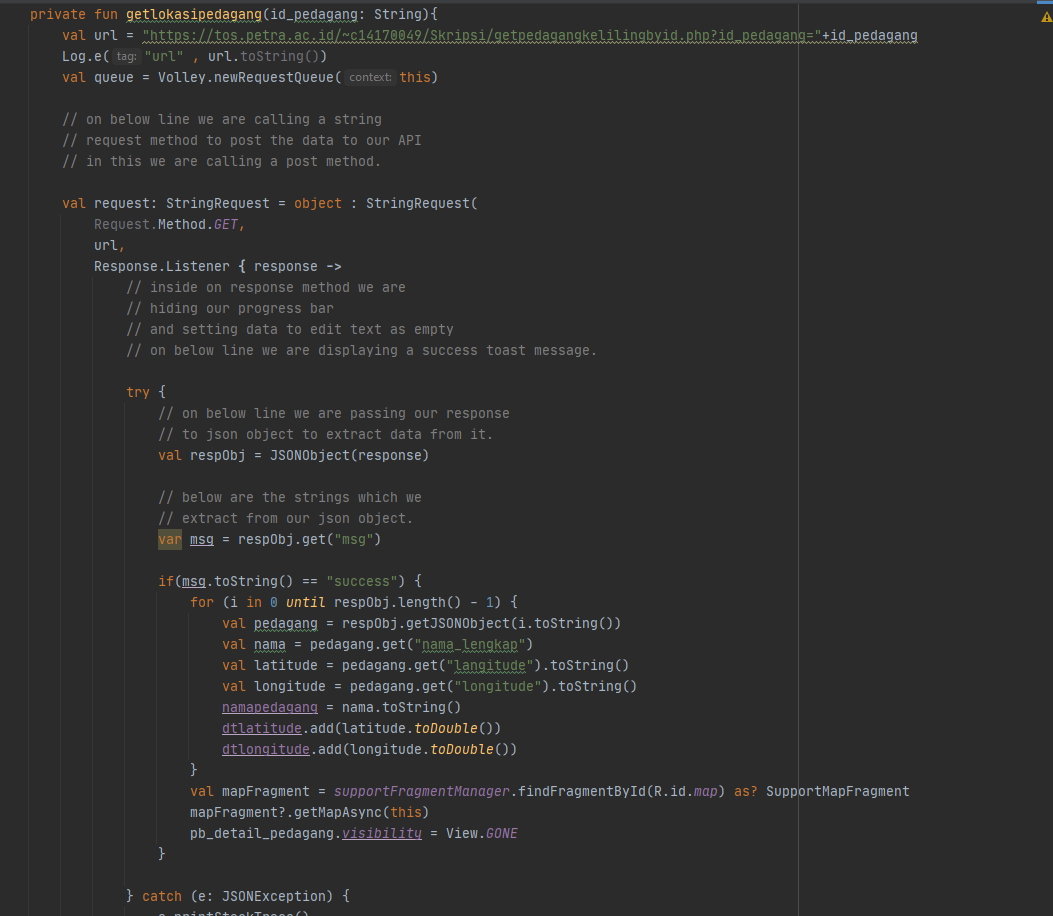 private fun getlokasipedagang(id_pedagang: String){
val url = "https://tos.petra.ac.id/~c14170049/Skripsi/getpedagangkelilingbyid.php?id_pedagang="+id_pedagang
Log.e( tag: "url" , url.toString())
val queue = Volley.newRequestQueue( context: this)
// on below line we are calling a string
// request method to post the data to our API
// in this we are calling a post method.
val request: StringRequest = object : StringRequest(
Request.Method.GET,
url,
Response.Listener { response ->
// inside on response method we are
// hiding our progress bar
// and setting data to edit text as empty
// on below line we are displaying a success toast message.
try {
// on below line we are passing our response
// to json object to extract data from it.
val respObj = JSONObject(response)
// below are the strings which we
// extract from our json object.
var msg = respObj.get("msg")
if(msg.toString() == "success") {
for (i in 0 until respObj.length() - 1) {
val pedagang = respObj.getJSONObject(i.toString())
val nama = pedagang.get("nama_lengkap")
val latitude = pedagang.get("langitude").toString()
val longitude = pedagang.get("longitude").toString()
namapedagang = nama.toString()
dtlatitude.add(latitude.toDouble())
dtlongitude.add(longitude.toDouble())
}
val mapFragment = supportFragmentManager.findFragmentById(R.id.map) as? SupportMapFragment
mapFragment?.getMapAsync(this)
pb_detail_pedagang.visibility = View.GONE
}
} catch (e: JSONException) {
e.printStackTrace()